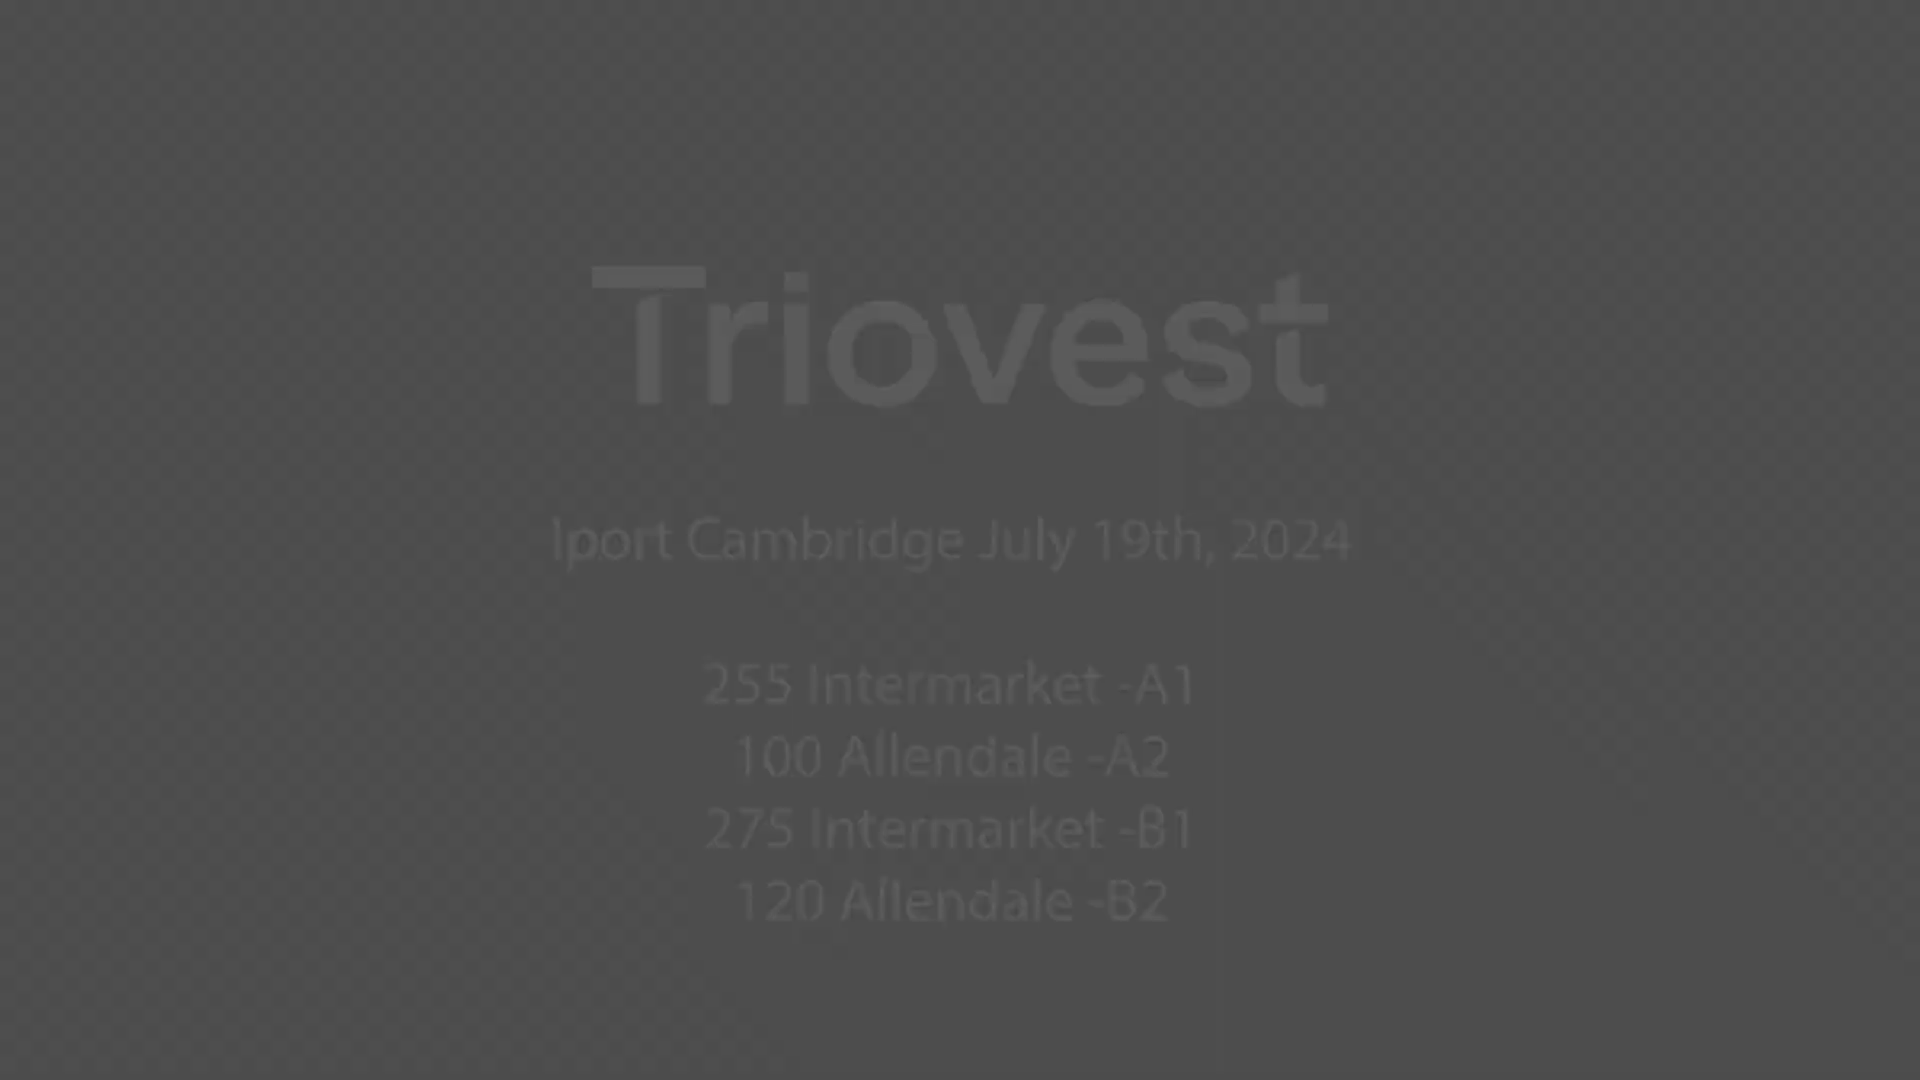 Triovest
Iport Cambridge July 19th, 2024
255 Intermarket -A1
100 Allendale -A2
275 Intermarket -B1
120 Allendale -B2